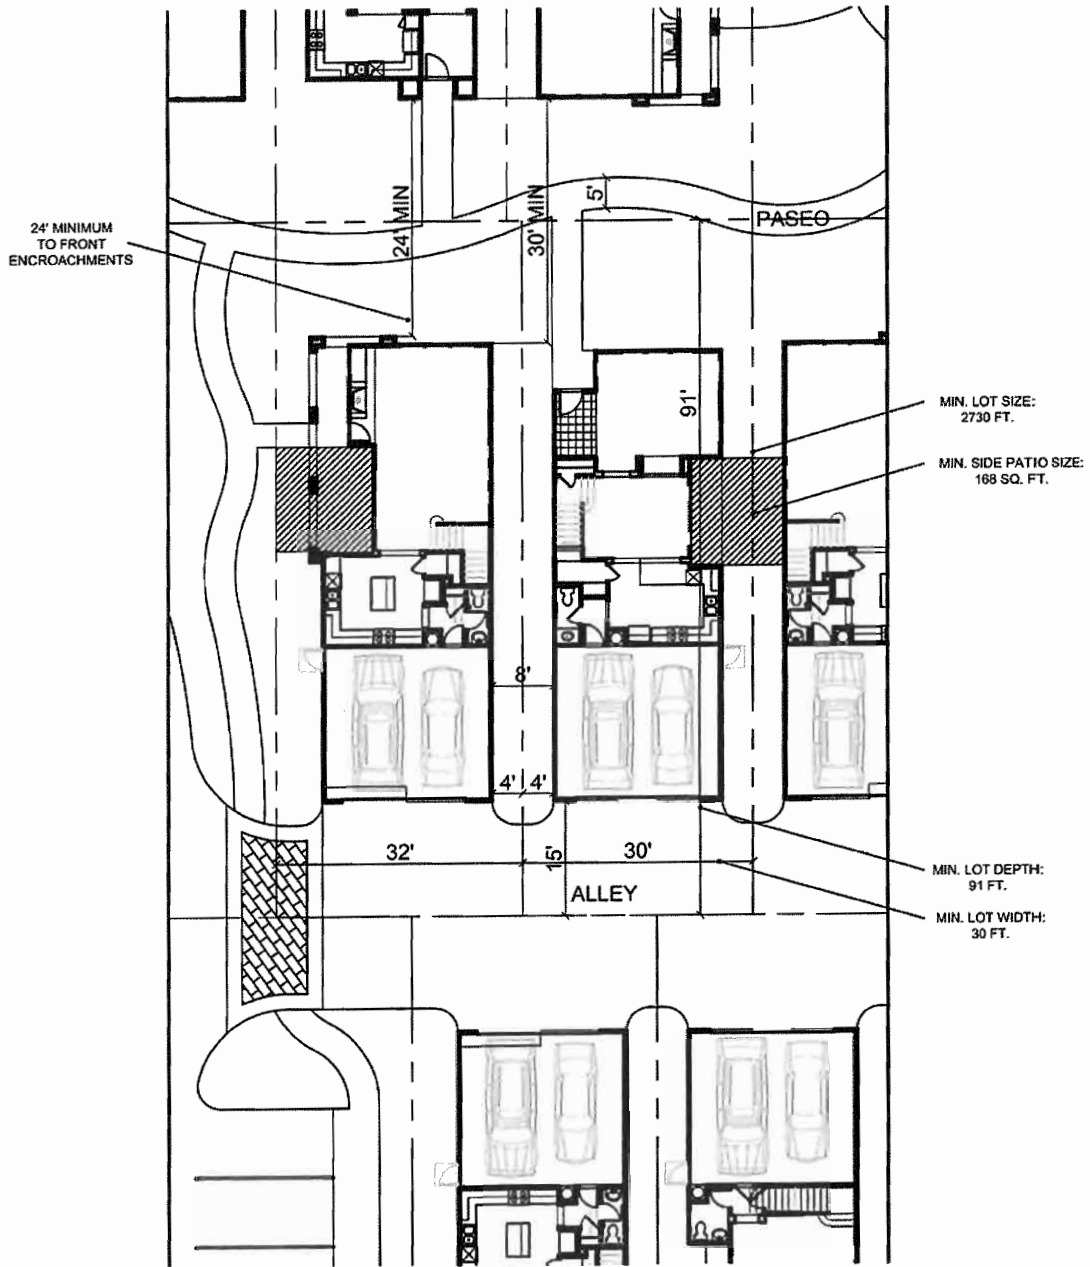 24' MIN
30' MIN
5'
PASEO
24' MINIMUM
TO FRONT
ENCROACHMENTS
91'
MIN. LOT SIZE:
2730 FT.
MIN. SIDE PATIO SIZE:
168 SQ. FT.
8'
4' 4'
32'
15'
30'
ALLEY
MIN. LOT DEPTH:
91 FT.
MIN. LOT WIDTH:
30 FT.